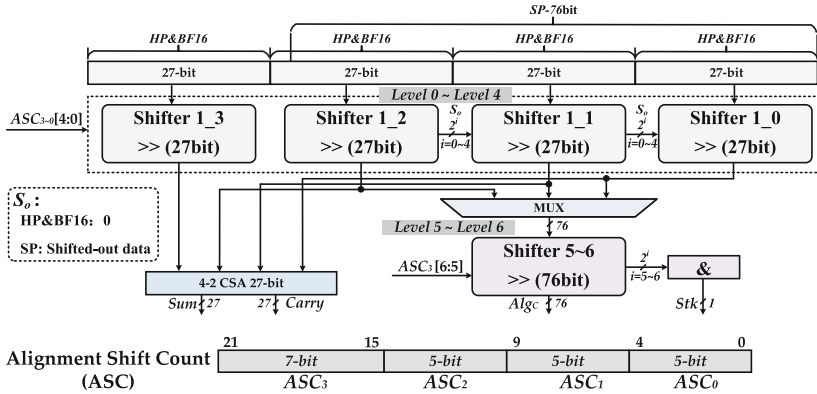 SP-76bit
HP&BF16 HP&BF16 HP&BF16 HP&BF16
27-bit 27-bit 27-bit 27-bit
Level 0 ~ Level 4
ASC3-0[4:0]
Shifter 1_3 Shifter 1_2 Shifter 1_1 Shifter 1_0
>> (27bit) >> (27bit) >> (27bit) >> (27bit)
So So
2^i 2^i
i=0~4 i=0~4
So :
HP&BF16: 0
SP: Shifted-out data
MUX
Level 5 ~ Level 6
76
Shifter 5~6
>> (76bit)
ASC3 [6:5]
2^i
i=5~6
&
4-2 CSA 27-bit
Sum 27 27 Carry
AlgC 76
Stk 1
21 15 9 4 0
Alignment Shift Count
(ASC)
7-bit 5-bit 5-bit 5-bit
ASC3 ASC2 ASC1 ASC0